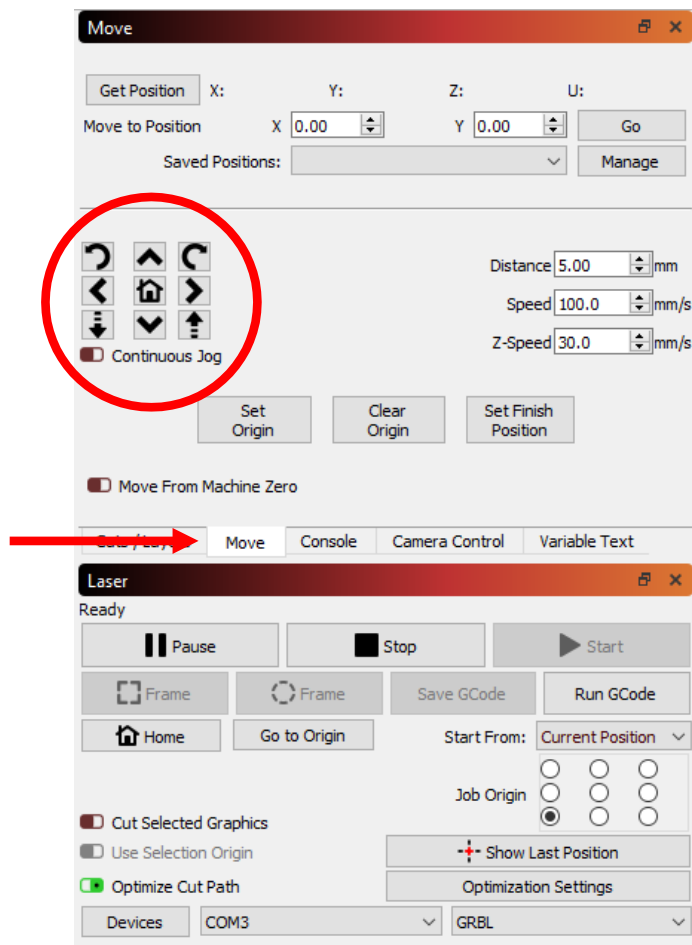 Move
Get Position X: Y: Z: U:
Move to Position X 0.00 Y 0.00 Go
Saved Positions: Manage
Distance 5.00 mm
Speed 100.0 mm/s
Z-Speed 30.0 mm/s
Continuous Jog
Set Origin Clear Origin Set Finish Position
Move From Machine Zero
Move Console Camera Control Variable Text
Laser
Ready
Pause Stop Start
Frame Frame Save GCode Run GCode
Home Go to Origin Start From: Current Position
Job Origin
Cut Selected Graphics
Use Selection Origin Show Last Position
Optimize Cut Path Optimization Settings
Devices COM3 GRBL